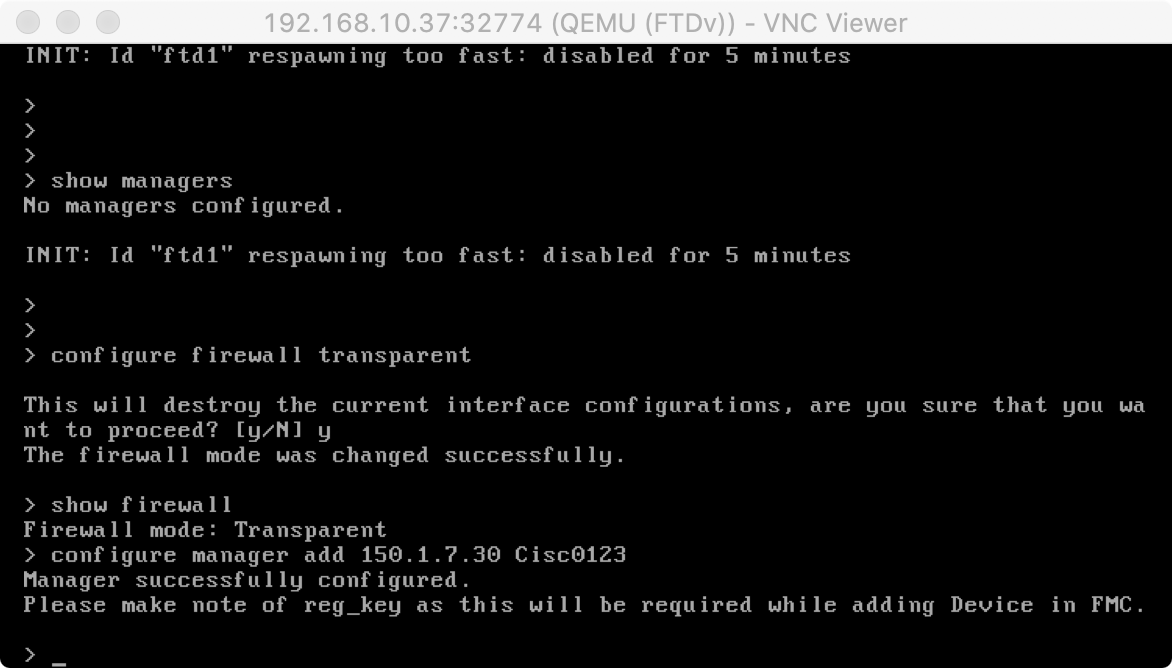 192.168.10.37:32774 (QEMU (FTDv)) - VNC Viewer
INIT: Id "ftd1" respawning too fast: disabled for 5 minutes
>
>
>
> show managers
No managers configured.
INIT: Id "ftd1" respawning too fast: disabled for 5 minutes
>
>
> configure firewall transparent
This will destroy the current interface configurations, are you sure that you wa
nt to proceed? [y/N] y
The firewall mode was changed successfully.
> show firewall
Firewall mode: Transparent
> configure manager add 150.1.7.30 Cisc0123
Manager successfully configured.
Please make note of reg_key as this will be required while adding Device in FMC.
> _